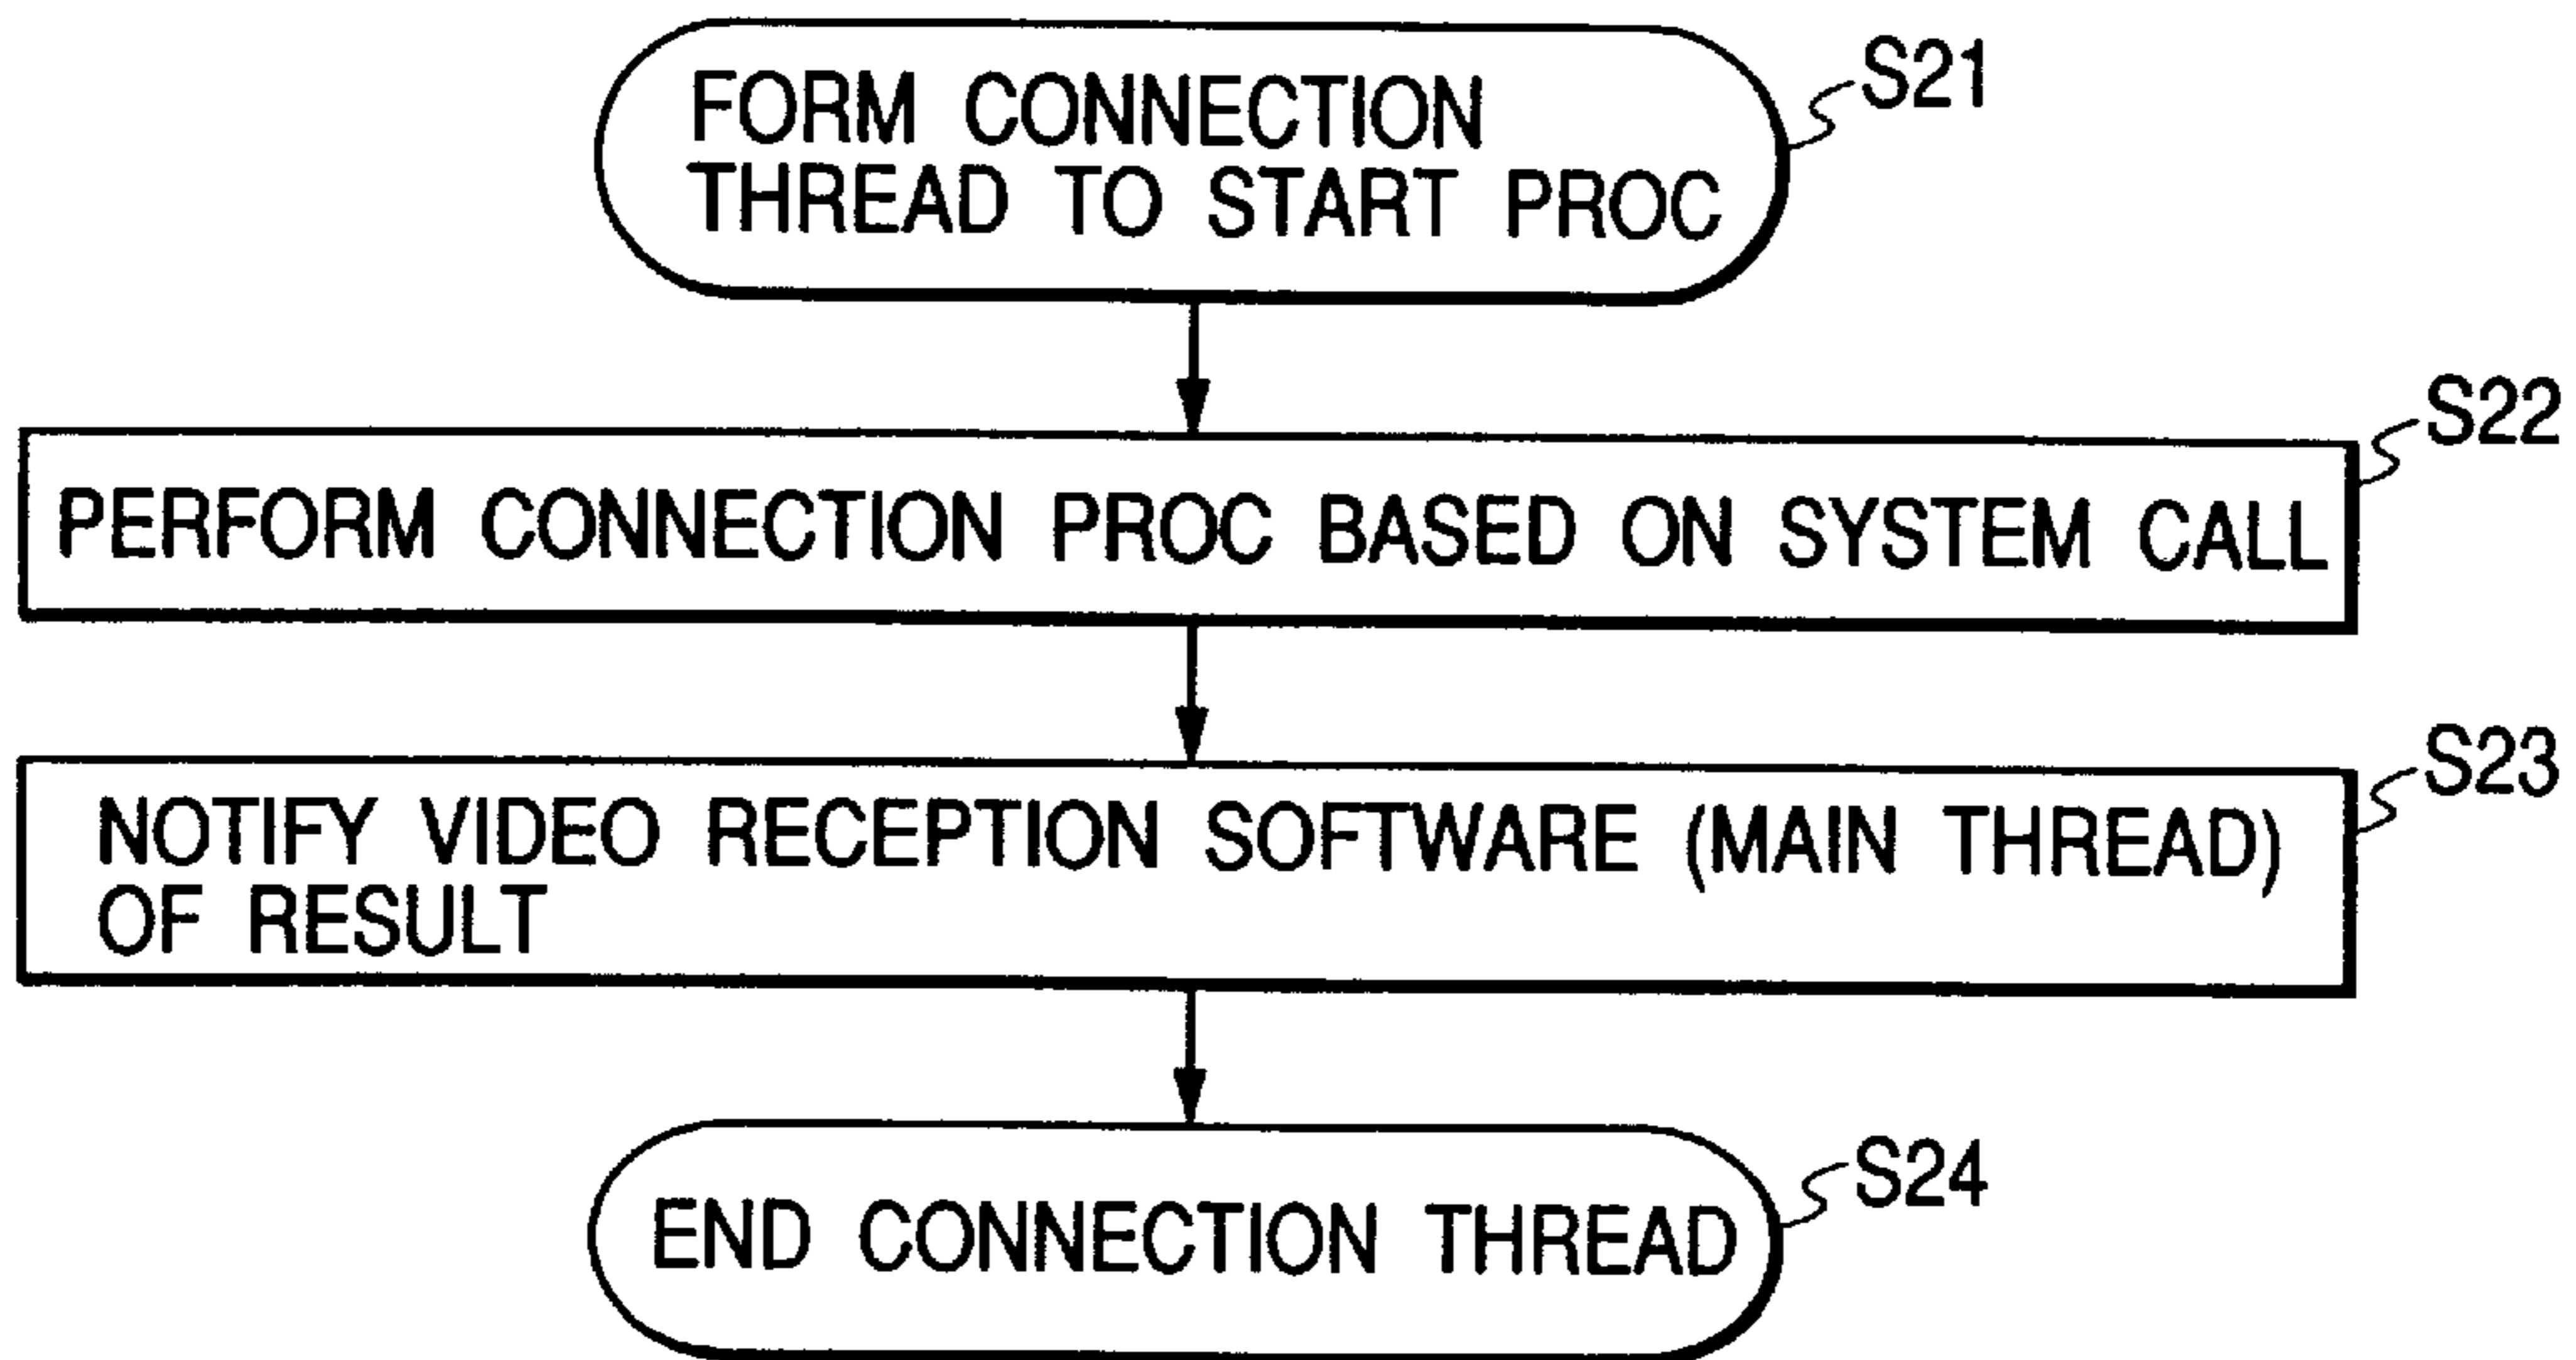 FORM CONNECTION
THREAD TO START PROC
S21
PERFORM CONNECTION PROC BASED ON SYSTEM CALL
S22
NOTIFY VIDEO RECEPTION SOFTWARE (MAIN THREAD)
OF RESULT
S23
END CONNECTION THREAD
S24